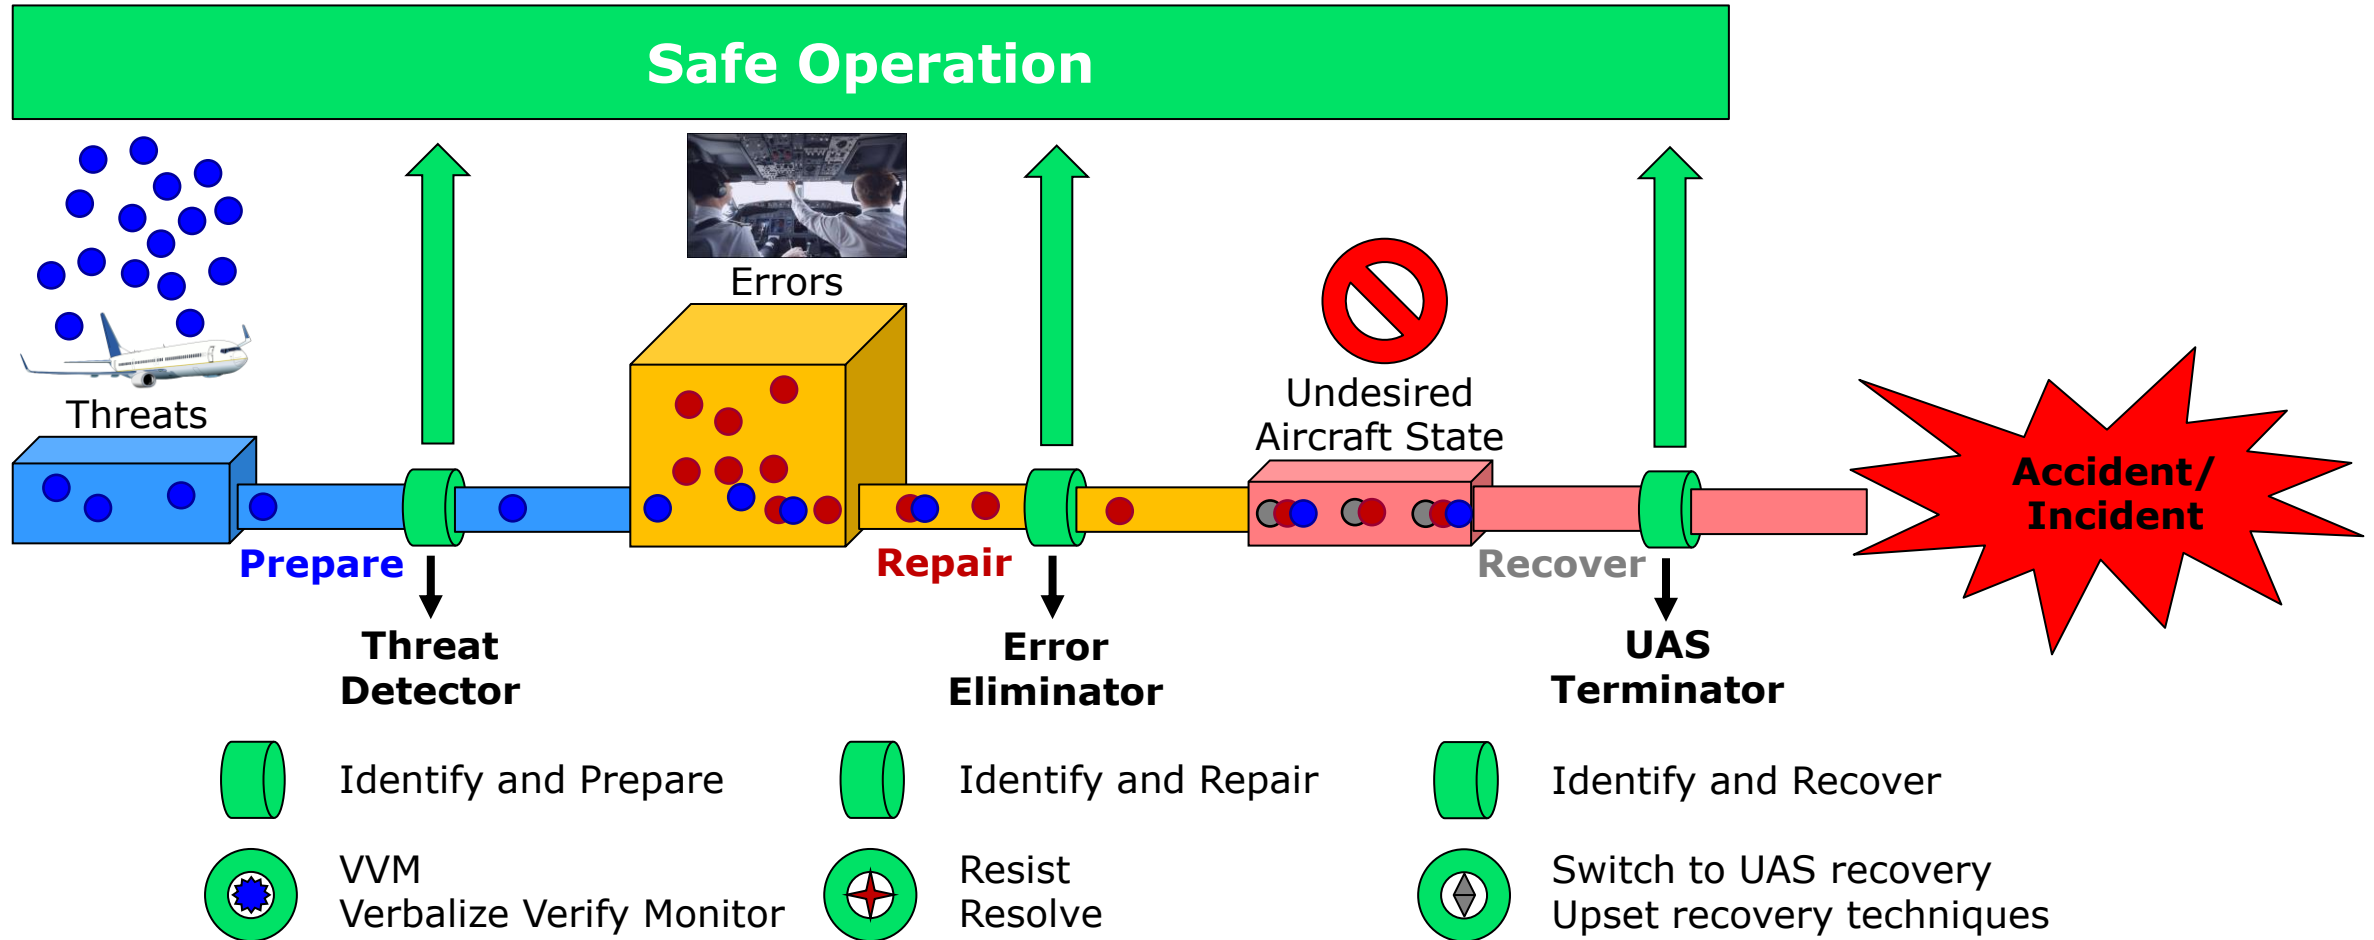 Safe Operation
Threats
Errors
Undesired
Aircraft State
Accident/
Incident
Prepare
Repair
Recover
Threat
Detector
Error
Eliminator
UAS
Terminator
Identify and Prepare
Identify and Repair
Identify and Recover
VVM
Verbalize Verify Monitor
Resist
Resolve
Switch to UAS recovery
Upset recovery techniques